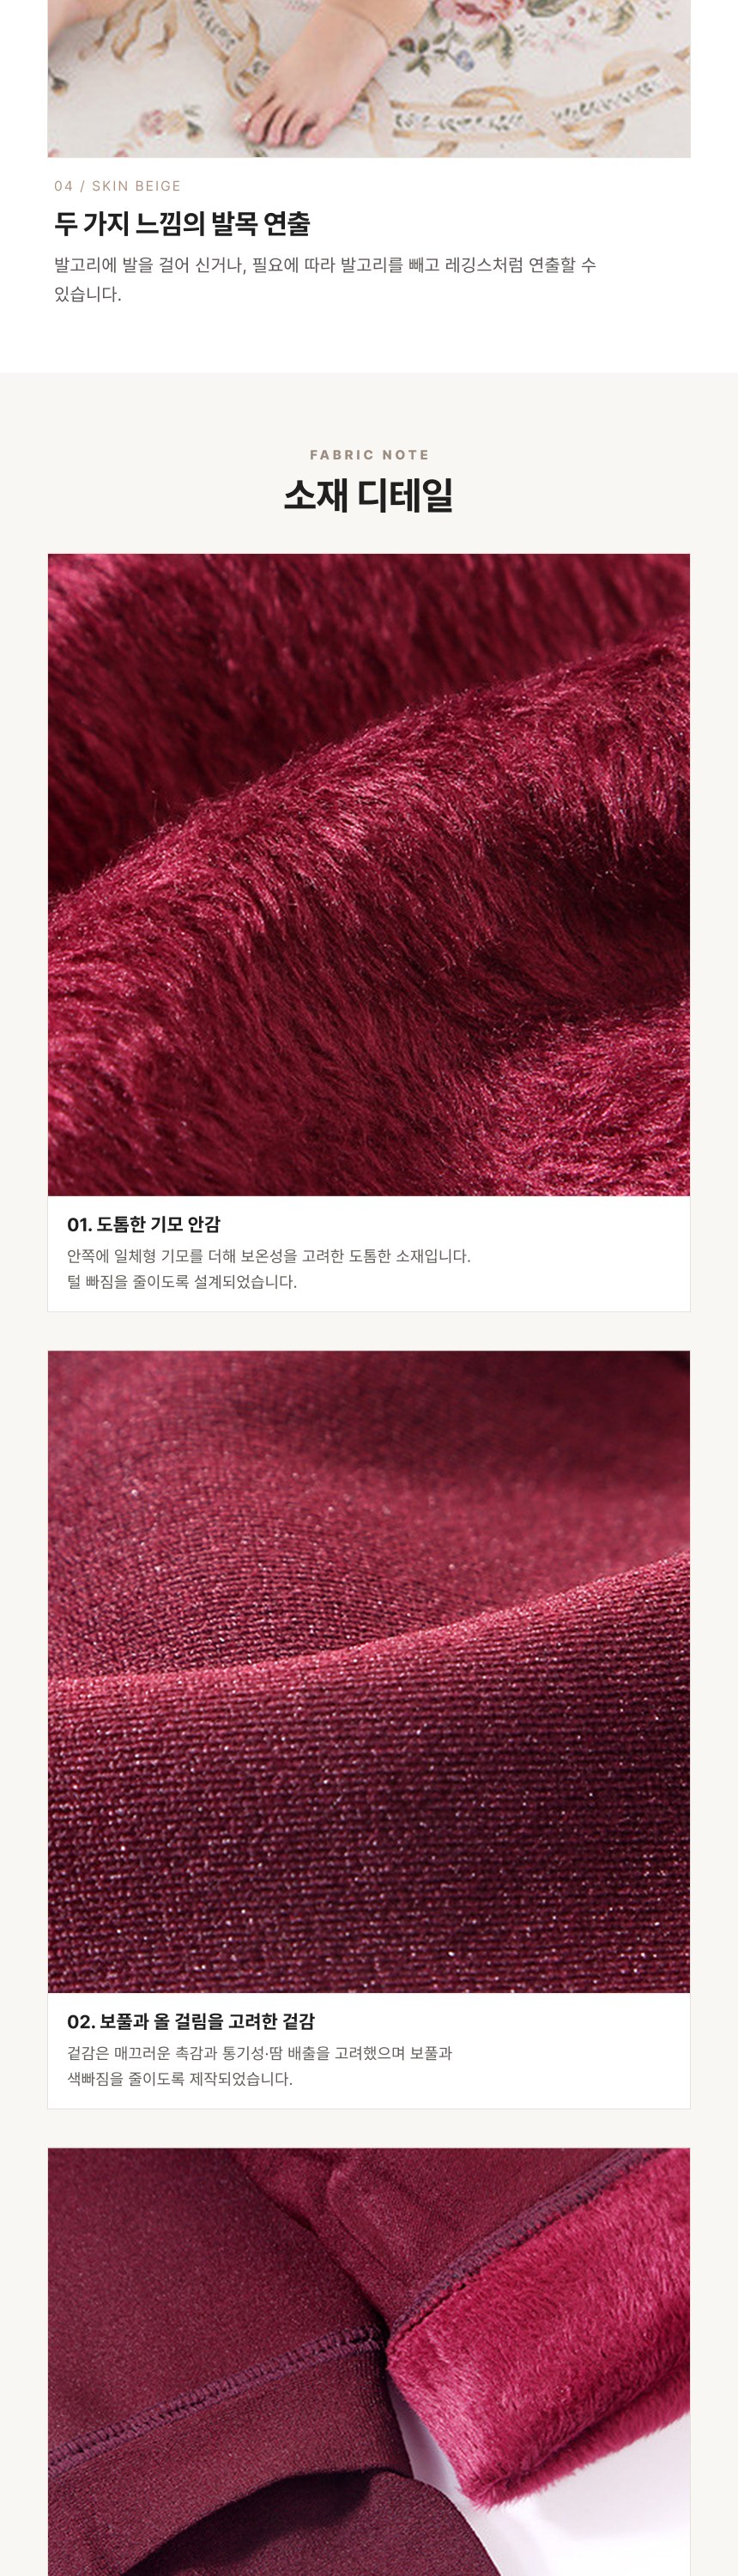 04 / SKIN BEIGE
두 가지 느낌의 발목 연출
발고리에 발을 걸어 신거나, 필요에 따라 발고리를 빼고 레깅스처럼 연출할 수
있습니다.
FABRIC NOTE
소재 디테일
01. 도톰한 기모 안감
안쪽에 일체형 기모를 더해 보온성을 고려한 도톰한 소재입니다.
털 빠짐을 줄이도록 설계되었습니다.
02. 보풀과 올 걸림을 고려한 겉감
겉감은 매끄러운 촉감과 통기성·땀 배출을 고려했으며 보풀과
색빠짐을 줄이도록 제작되었습니다.